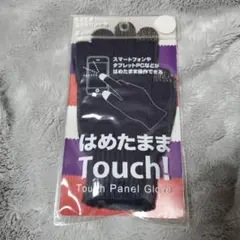 スマートフォンや
タブレットPCなどが
はめたまま操作できる
はめたまま
Touch!
Touch Panel Glove